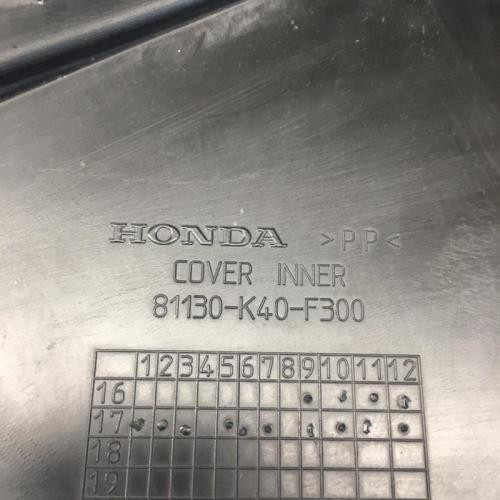 HONDA >PP<
COVER INNER
81130-K40-F300
1 2 3 4 5 6 7 8 9 10 11 12
16
17
18
19